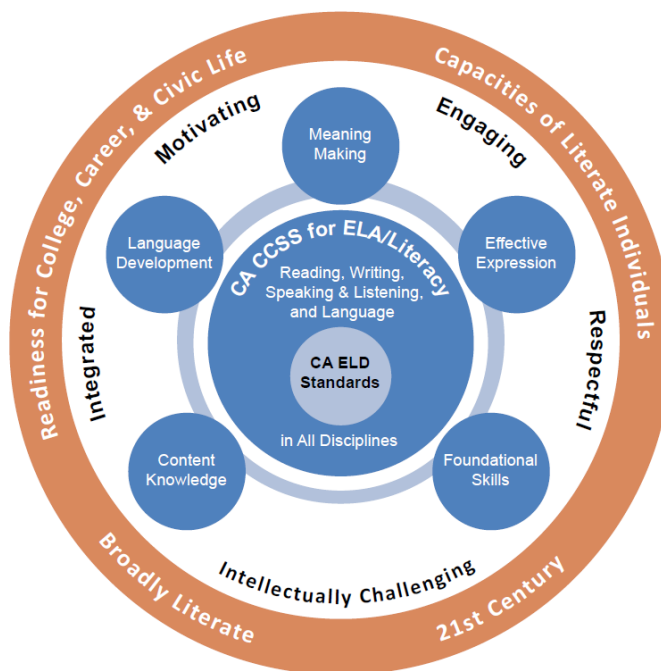 Readiness for College, Career, & Civic Life
Capacities of Literate Individuals
Motivating
Engaging
Meaning
Making
Language
Development
Effective
Expression
CA CCSS for ELA/Literacy
Reading, Writing,
Speaking & Listening,
and Language
CA ELD
Standards
in All Disciplines
Integrated
Respectful
Content
Knowledge
Foundational
Skills
Intellectually Challenging
Broadly Literate
21st Century